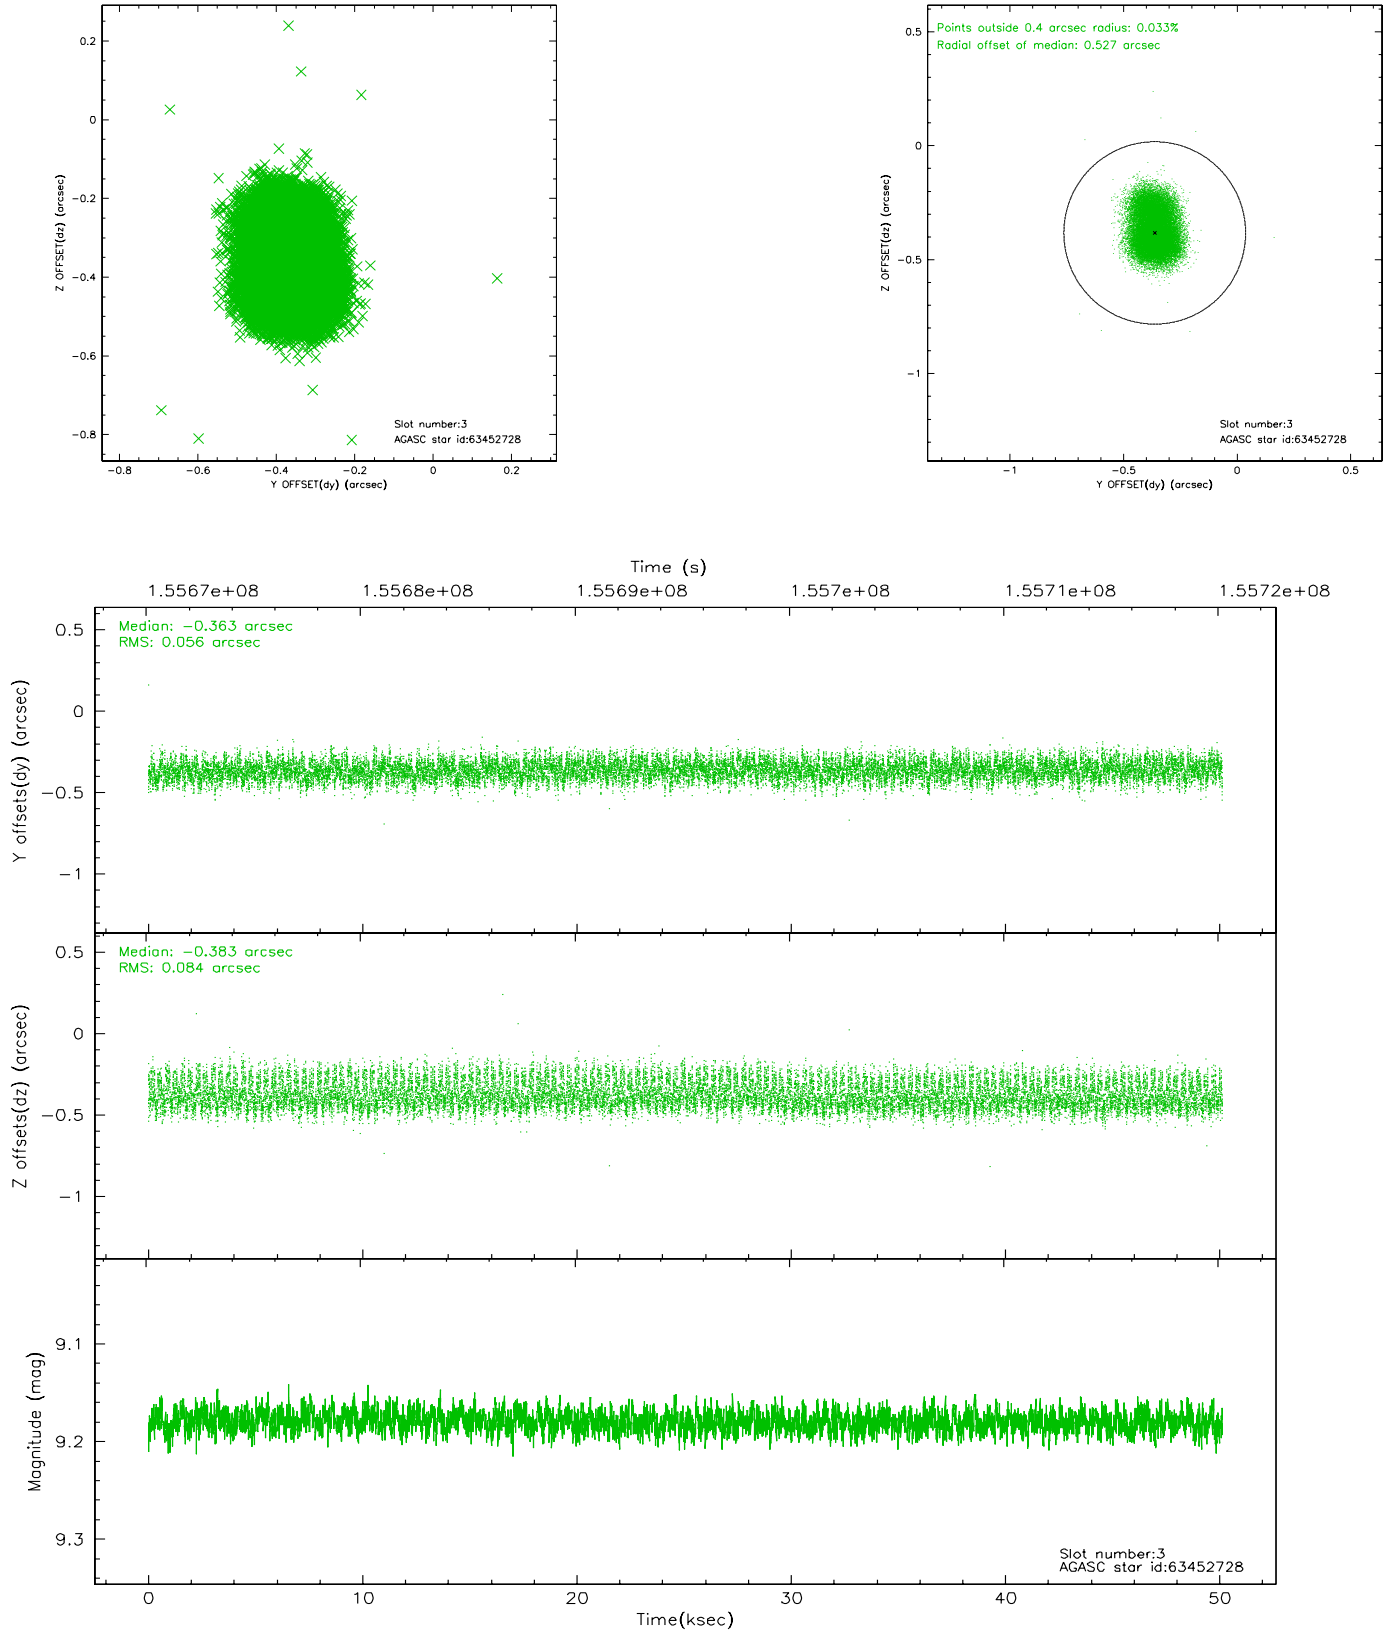 0.2
0
−0.2
−0.4
−0.6
−0.8
Z OFFSET(dz) (arcsec)
Slot number:3
AGASC star id:63452728
−0.8 −0.6 −0.4 −0.2 0 0.2
Y OFFSET(dy) (arcsec)
Points outside 0.4 arcsec radius: 0.033%
Radial offset of median: 0.527 arcsec
0.5
0
−0.5
−1
Z OFFSET(dz) (arcsec)
Slot number:3
AGASC star id:63452728
−1 −0.5 0 0.5
Y OFFSET(dy) (arcsec)
Time (s)
1.5567e+08 1.5568e+08 1.5569e+08 1.557e+08 1.5571e+08 1.5572e+08
Median: −0.363 arcsec
RMS: 0.056 arcsec
0.5
0
−0.5
−1
Y offsets(dy) (arcsec)
Median: −0.383 arcsec
RMS: 0.084 arcsec
0.5
0
−0.5
−1
Z offsets(dz) (arcsec)
9.1
9.2
9.3
Magnitude (mag)
Slot number:3
AGASC star id:63452728
0 10 20 30 40 50
Time(ksec)